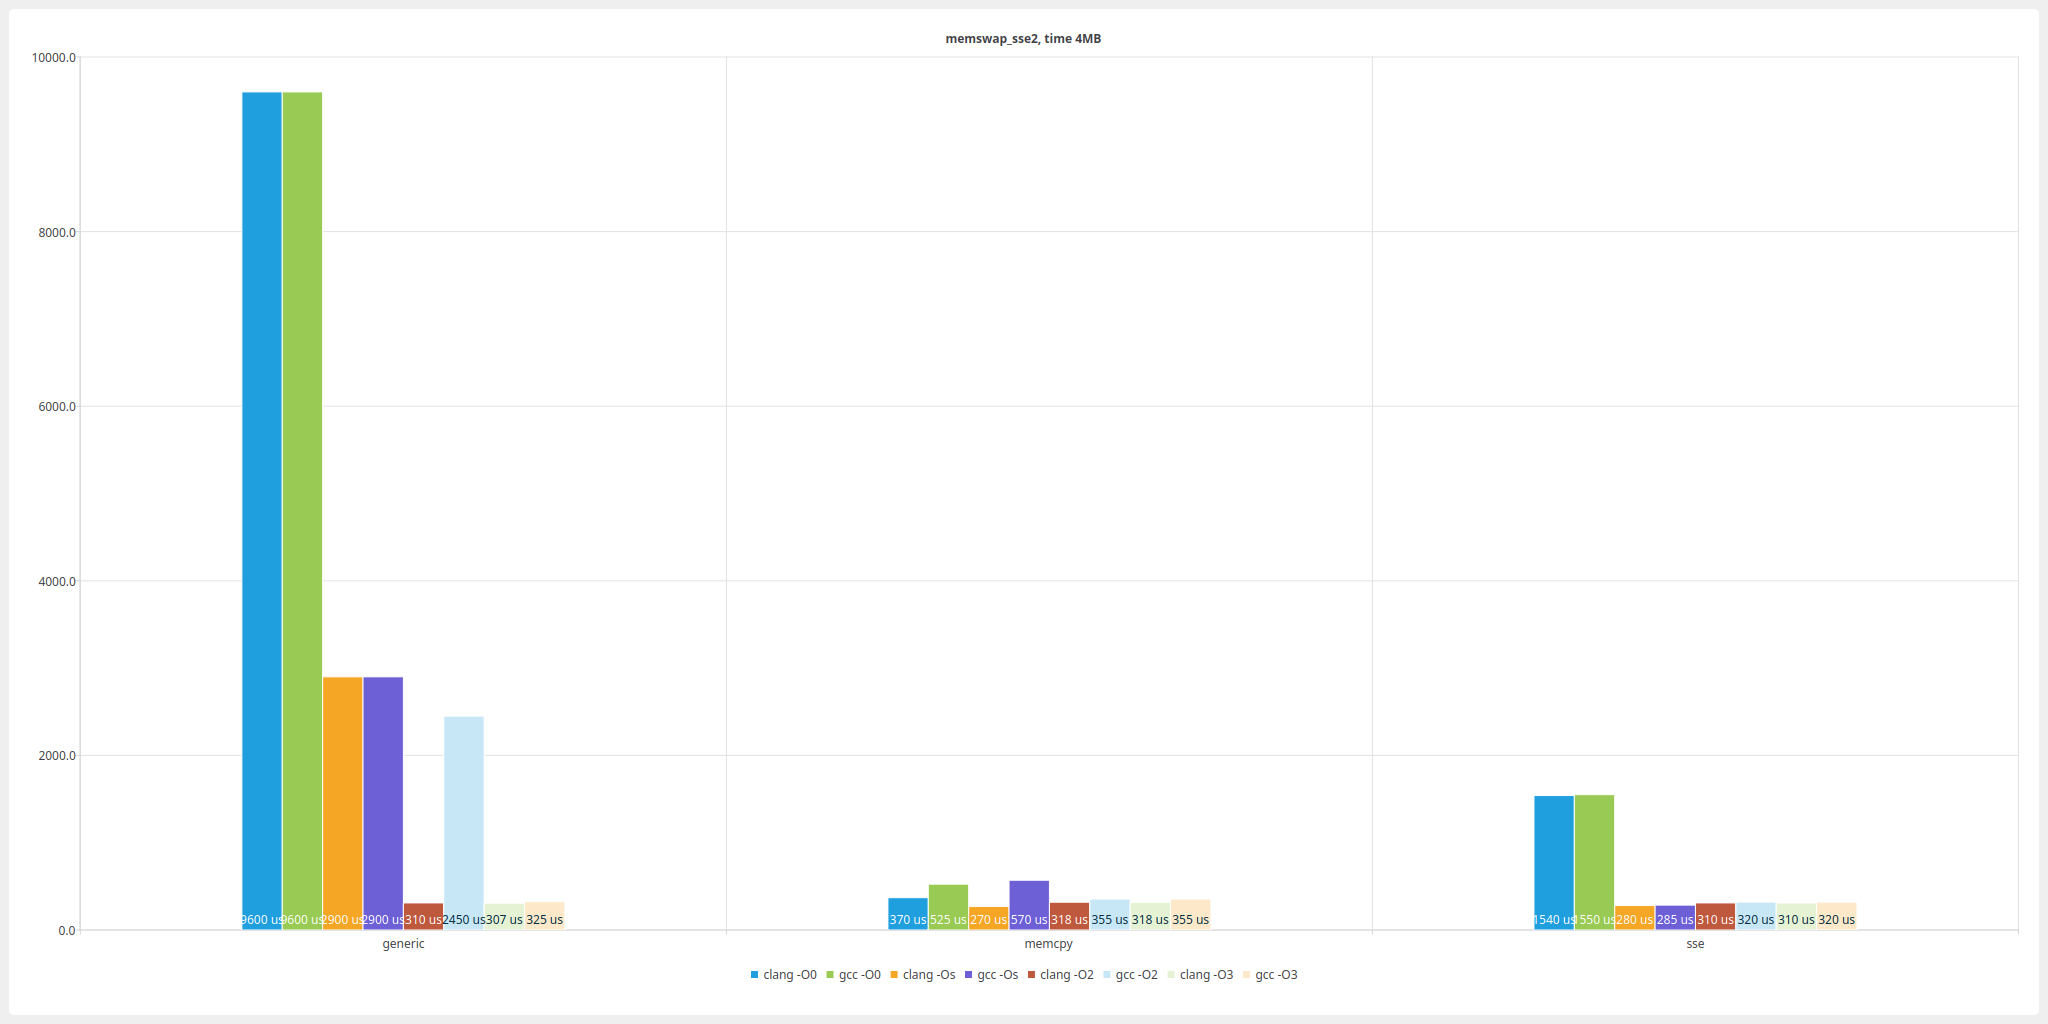 memswap_sse2, time 4MB
10000.0
8000.0
6000.0
4000.0
2000.0
0.0
9600 us 9600 us 2900 us 2900 us 310 us 2450 us 307 us 325 us
370 us 525 us 270 us 570 us 318 us 355 us 318 us 355 us
1540 us 1550 us 280 us 285 us 310 us 320 us 310 us 320 us
generic memcpy sse
clang -O0 gcc -O0 clang -Os gcc -Os clang -O2 gcc -O2 clang -O3 gcc -O3